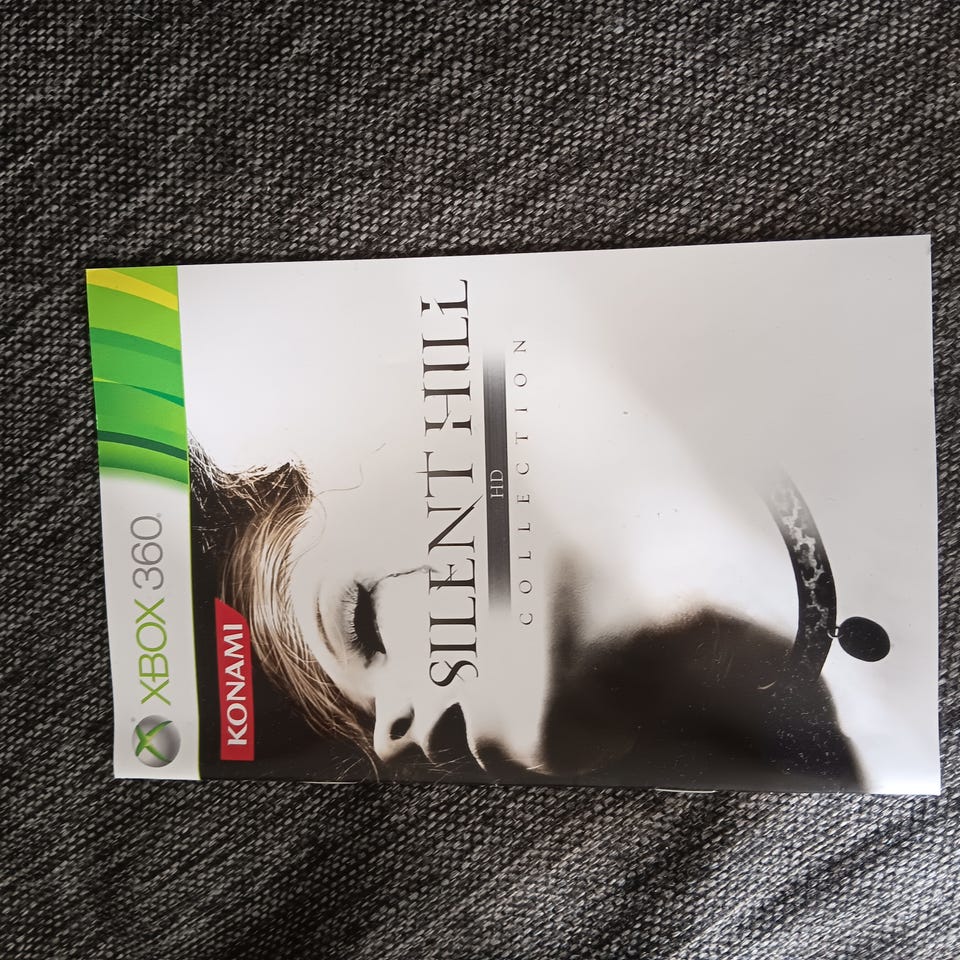 XBOX 360
KONAMI
SILENT HILL
HD
COLLECTION